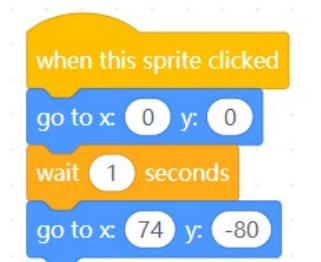 when this sprite clicked
go to x: 0 y: 0
wait 1 seconds
go to x: 74 y: -80